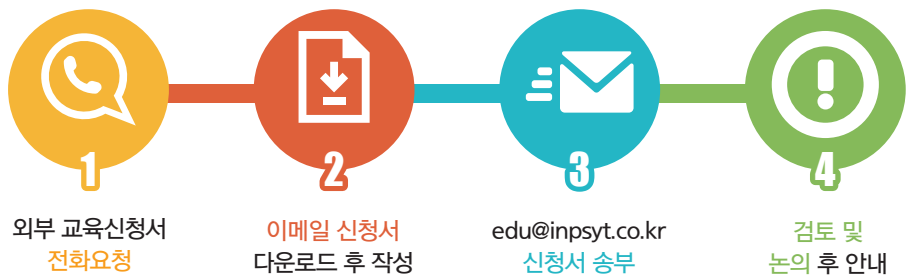 1
외부 교육신청서
전화요청
2
이메일 신청서
다운로드 후 작성
3
edu@inpsyt.co.kr
신청서 송부
4
검토 및
논의 후 안내